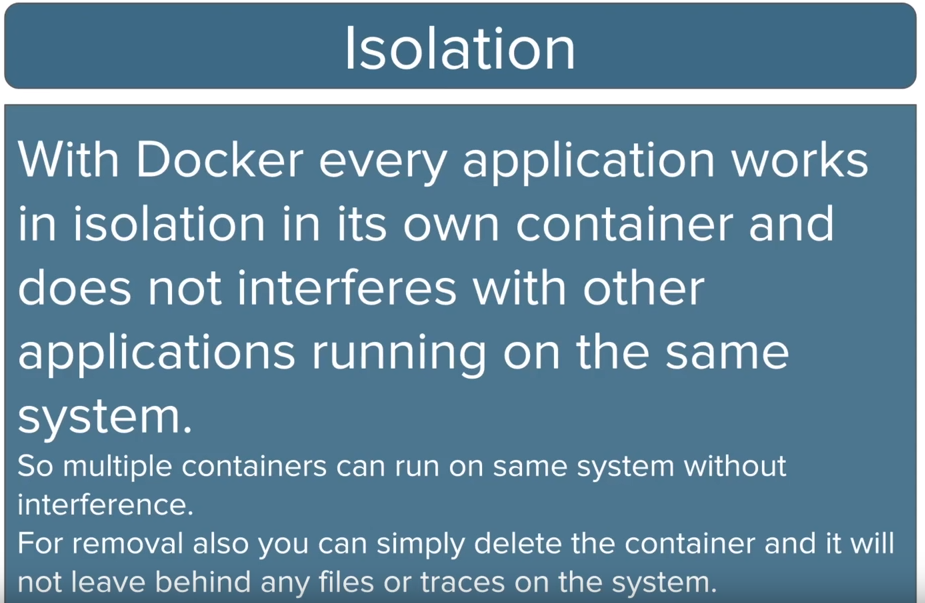 Isolation
With Docker every application works
in isolation in its own container and
does not interferes with other
applications running on the same
system.
So multiple containers can run on same system without
interference.
For removal also you can simply delete the container and it will
not leave behind any files or traces on the system.